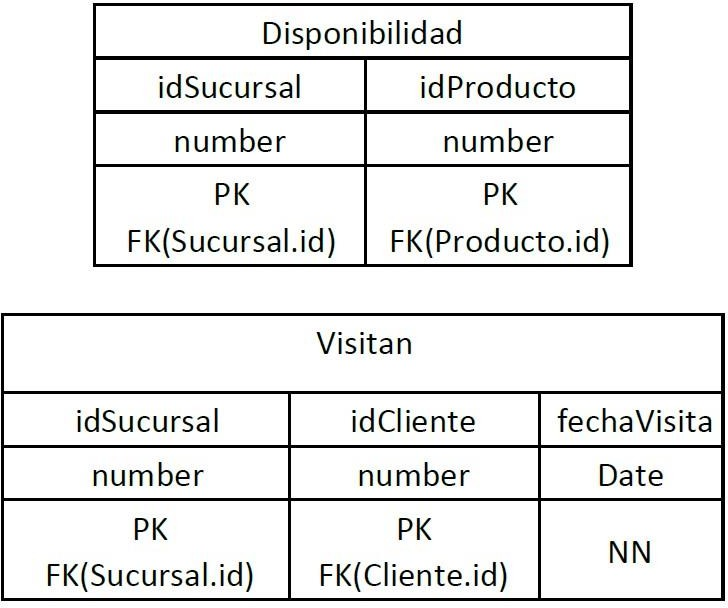 Disponibilidad
idSucursal idProducto
number number
PK PK
FK(Sucursal.id) FK(Producto.id)
Visitan
idSucursal idCliente fechaVisita
number number Date
PK PK
NN
FK(Sucursal.id) FK(Cliente.id)